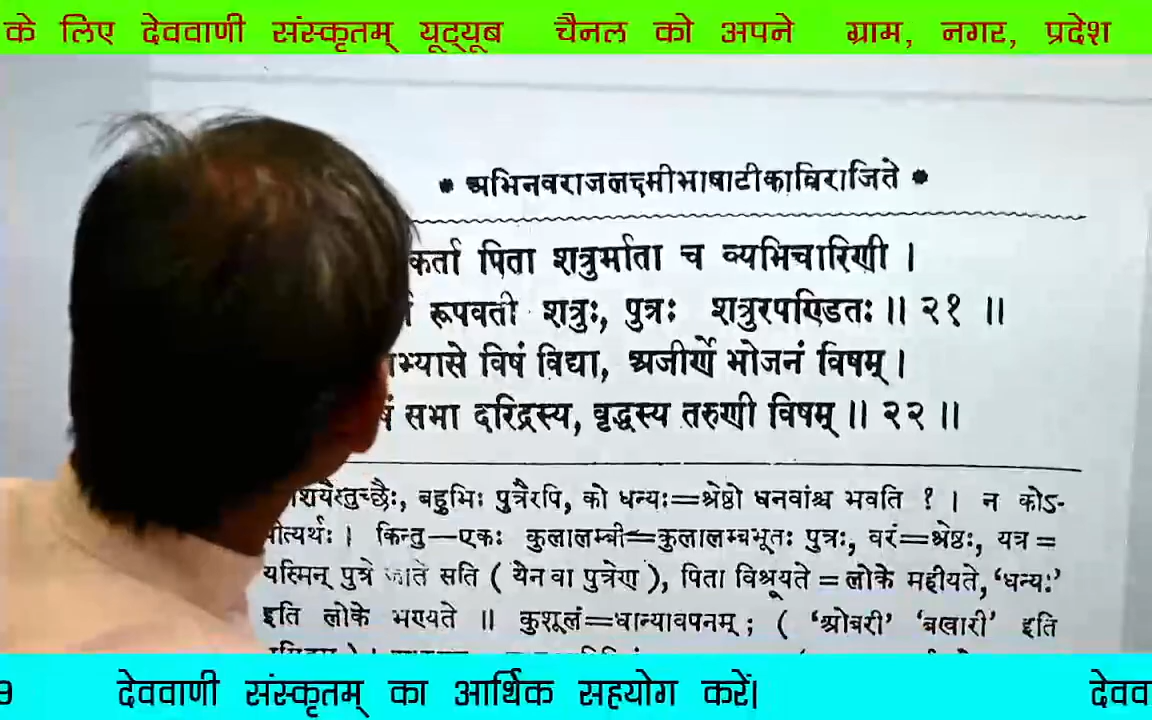 के लिए देववाणी संस्कृतम् यूट्यूब चैनल को अपने ग्राम, नगर, प्रदेश
* अभिनवराजलक्ष्मीभाषाटीकाविराजिते *
कर्ता पिता शत्रुर्माता च व्यभिचारिणी ।
रूपवती शत्रुः, पुत्रः शत्रुरपण्डितः ॥ २१ ॥
भ्यासे विषं विद्या, अजीर्णे भोजनं विषम् ।
सभा दरिद्रस्य, वृद्धस्य तरुणी विषम् ॥ २२ ॥
शयैस्तुच्छैः, बहुभिः पुत्रैरपि, को धन्यः=श्रेष्ठो धनवांश्च भवति ? । न कोऽ-
पीत्यर्थः । किन्तु—एकः कुलालम्बी=कुलालम्बभूतः पुत्रः, वरं=श्रेष्ठः, यत्र =
यस्मिन् पुत्रे जाते सति ( येन वा पुत्रेण ), पिता विश्रूयते = लोके महीयते, ‘धन्यः’
इति लोके भण्यते ॥ कुशूलं=धान्यावपनम् ; ( ‘ओबरी’ ‘बखारी’ इति
9 देववाणी संस्कृतम् का आर्थिक सहयोग करें। देवव